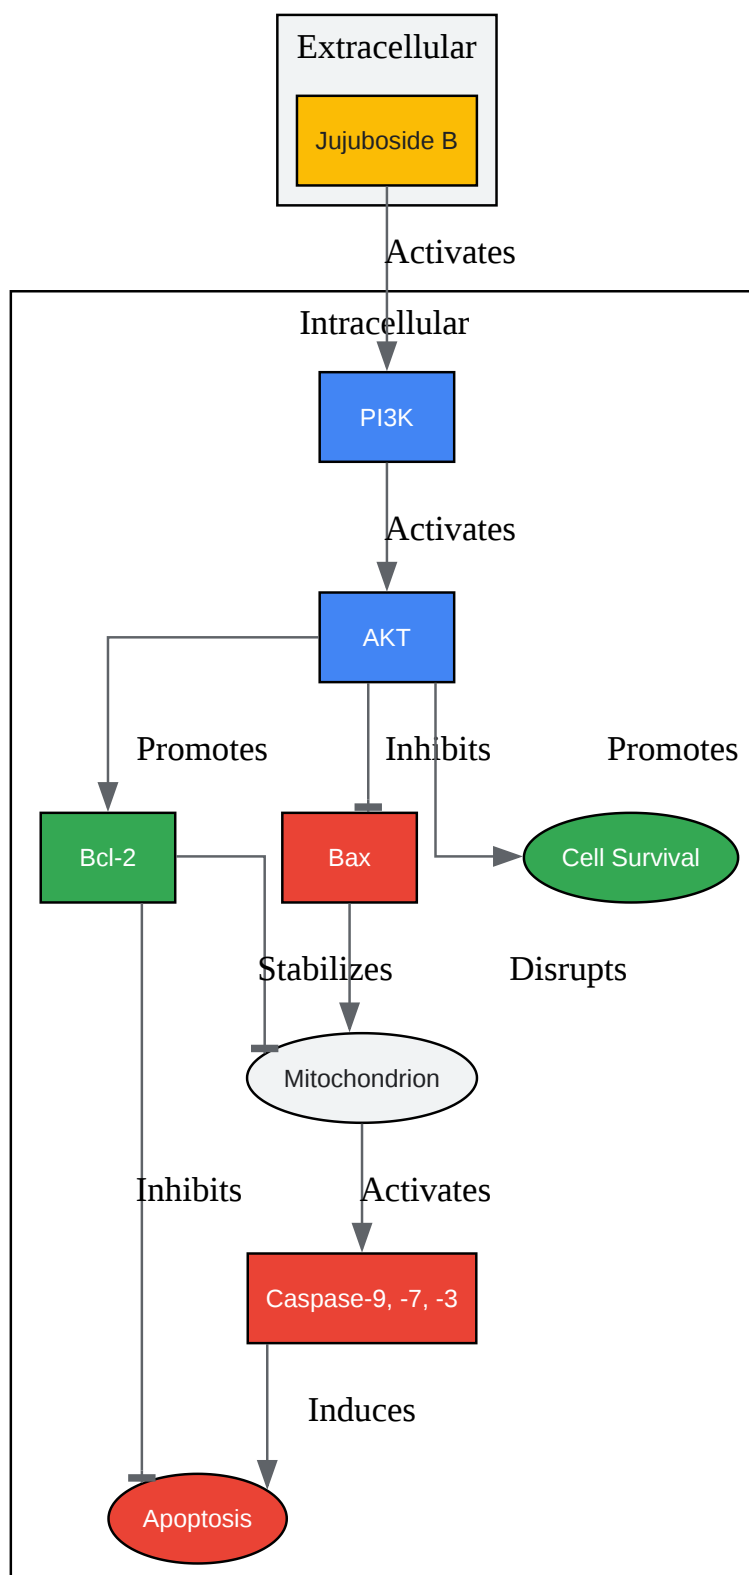 Extracellular
Jujuboside B
Activates
Intracellular
PI3K
Activates
AKT
Promotes
Inhibits
Promotes
Bcl-2
Bax
Cell Survival
Stabilizes
Disrupts
Mitochondrion
Inhibits
Activates
Caspase-9, -7, -3
Induces
Apoptosis